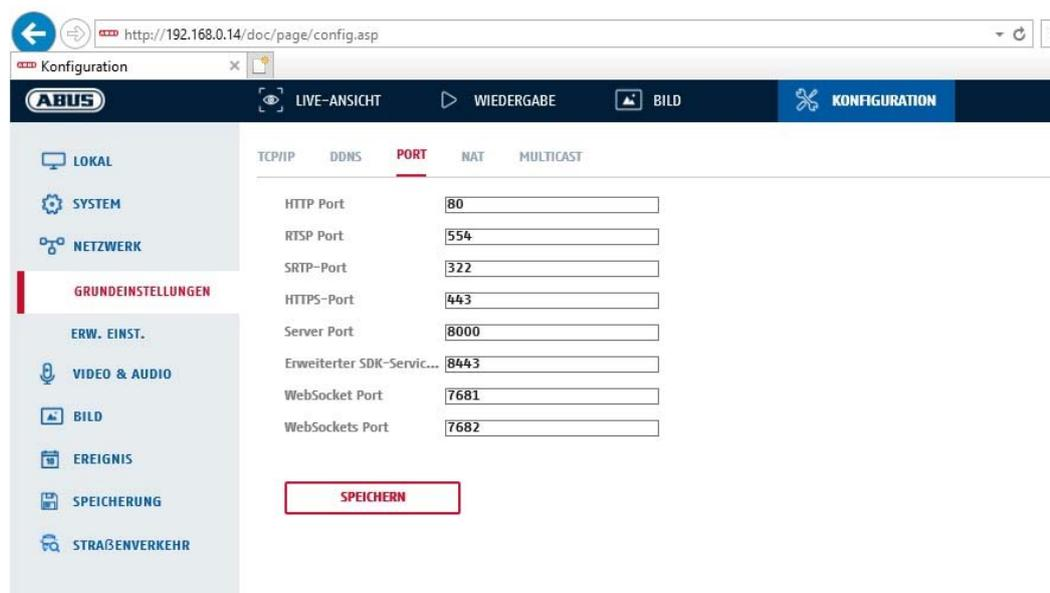 http://192.168.0.14/doc/page/config.asp
Konfiguration
ABUS
LIVE-ANSICHT
WIEDERGABE
BILD
KONFIGURATION
LOKAL
SYSTEM
NETZWERK
GRUNDEINSTELLUNGEN
ERW. EINST.
VIDEO & AUDIO
BILD
EREIGNIS
SPEICHERUNG
STRAßENVERKEHR
TCP/IP DDNS PORT NAT MULTICAST
HTTP Port 80
RTSP Port 554
SRTP-Port 322
HTTPS-Port 443
Server Port 8000
Erweiterter SDK-Servic... 8443
WebSocket Port 7681
WebSockets Port 7682
SPEICHERN